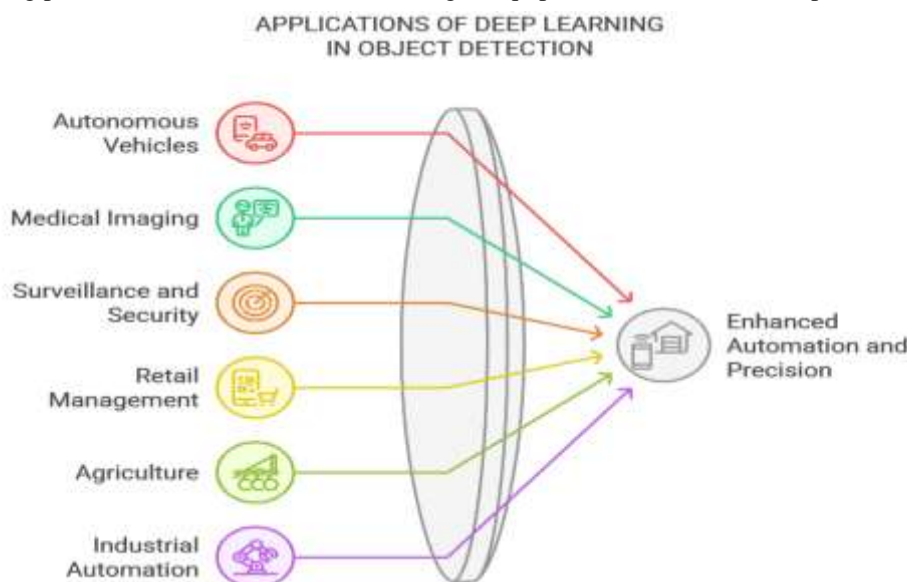 APPLICATIONS OF DEEP LEARNING
IN OBJECT DETECTION
Autonomous
Vehicles
Medical Imaging
Surveillance and
Security
Retail
Management
Agriculture
Industrial
Automation
Enhanced
Automation and
Precision